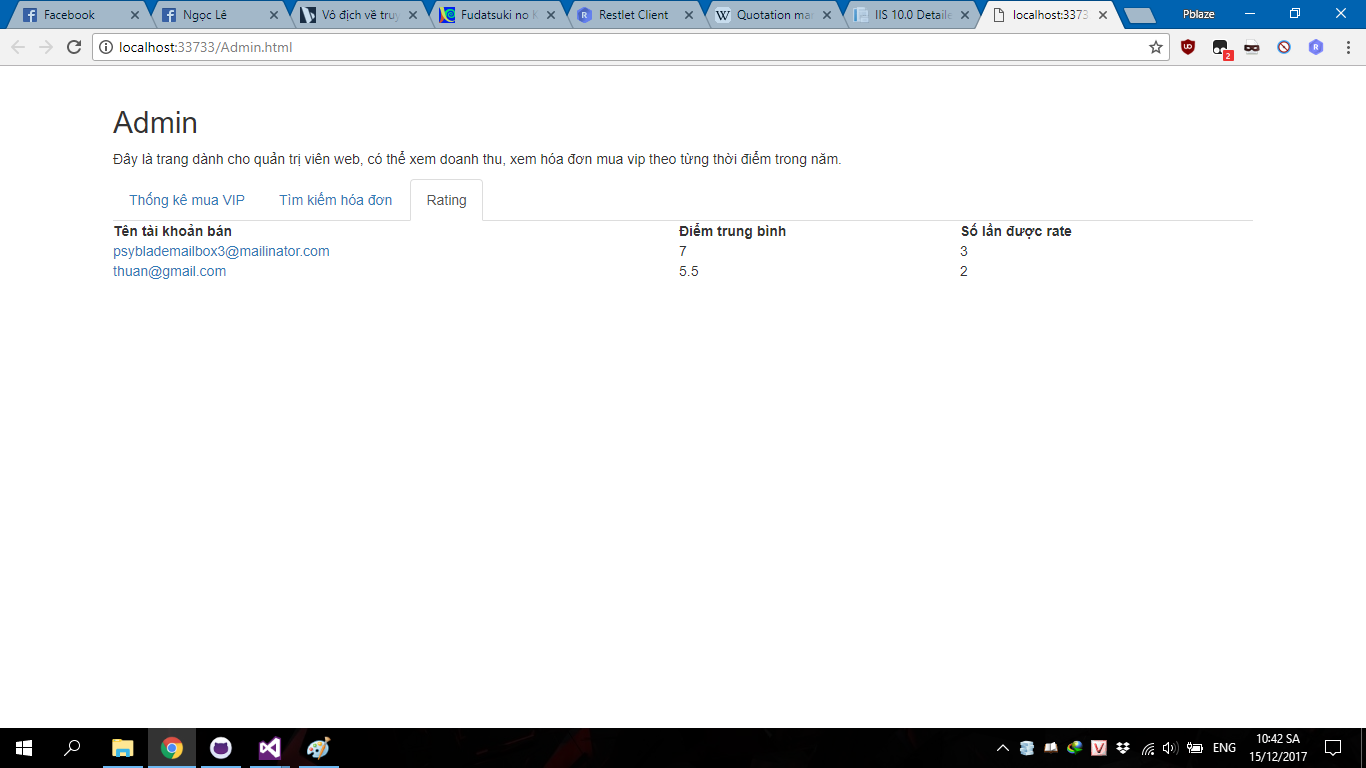 Facebook
Ngọc Lê
Vô địch về truy
Fudatsuki no K
Restlet Client
Quotation mar
IIS 10.0 Detaile
localhost:3373
Pblaze
localhost:33733/Admin.html
2
Admin
Đây là trang dành cho quản trị viên web, có thể xem doanh thu, xem hóa đơn mua vip theo từng thời điểm trong năm.
Thống kê mua VIP
Tìm kiếm hóa đơn
Rating
Tên tài khoản bán Điểm trung bình Số lần được rate
psyblademailbox3@mailinator.com 7 3
thuan@gmail.com 5.5 2
ENG
10:42 SA
15/12/2017